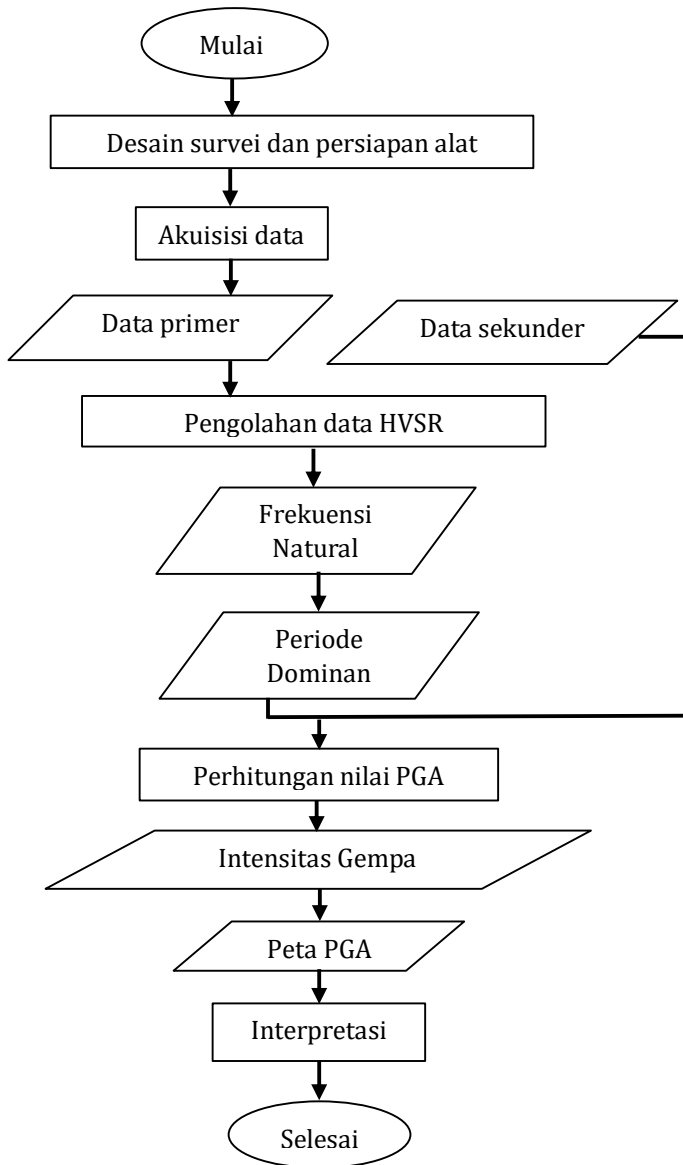 Mulai
Desain survei dan persiapan alat
Akuisisi data
Data primer
Data sekunder
Pengolahan data HVSR
Frekuensi
Natural
Periode
Dominan
Perhitungan nilai PGA
Intensitas Gempa
Peta PGA
Interpretasi
Selesai